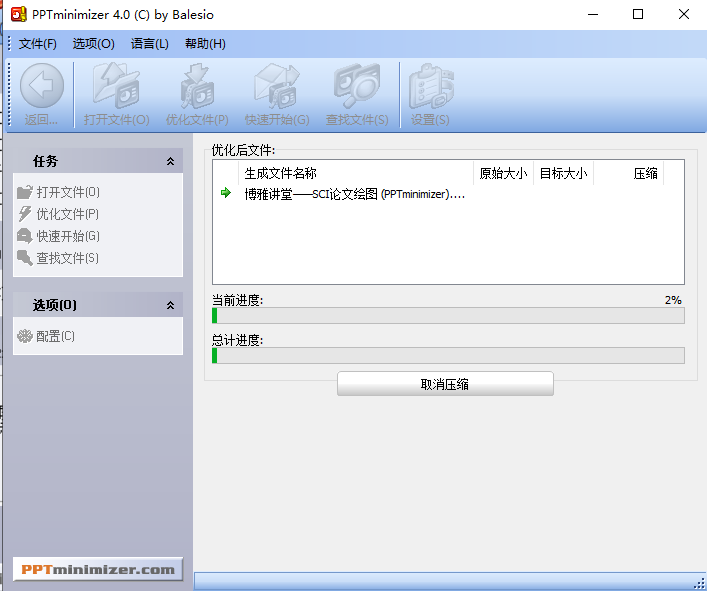 PPTminimizer 4.0 (C) by Balesio
文件(F) 选项(O) 语言(L) 帮助(H)
返回... 打开文件(O) 优化文件(P) 快速开始(G) 查找文件(S) 设置(S)
任务
打开文件(O)
优化文件(P)
快速开始(G)
查找文件(S)
选项(O)
配置(C)
优化后文件:
生成文件名称 原始大小 目标大小 压缩
博雅讲堂——SCI论文绘图 (PPTminimizer)....
当前进度: 2%
总计进度:
取消压缩
PPTminimizer.com